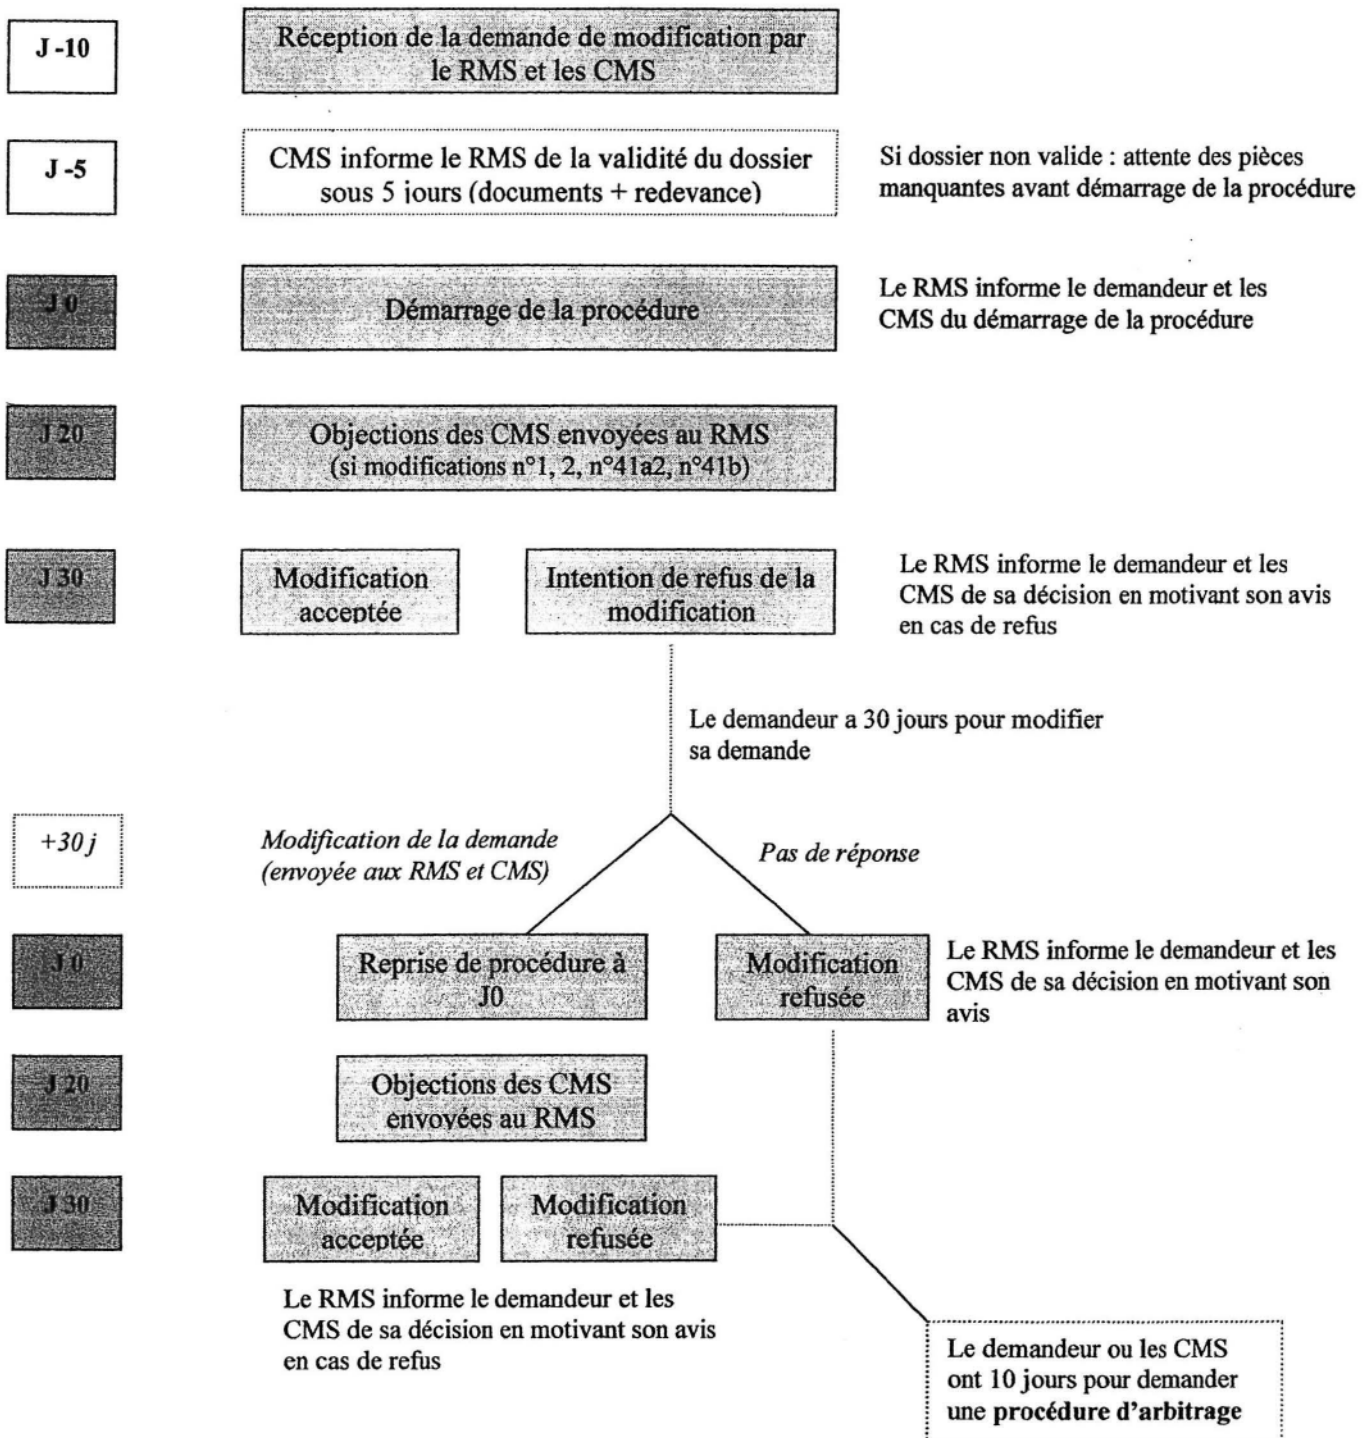 J -10
Réception de la demande de modification par
le RMS et les CMS
J -5
CMS informe le RMS de la validité du dossier
sous 5 jours (documents + redevance)
Si dossier non valide : attente des pièces
manquantes avant démarrage de la procédure
J 0
Démarrage de la procédure
Le RMS informe le demandeur et les
CMS du démarrage de la procédure
J 20
Objections des CMS envoyées au RMS
(si modifications n°1, 2, n°41a2, n°41b)
J 30
Modification
acceptée
Intention de refus de la
modification
Le RMS informe le demandeur et les
CMS de sa décision en motivant son avis
en cas de refus
Le demandeur a 30 jours pour modifier
sa demande
+30 j
Modification de la demande
(envoyée aux RMS et CMS)
Pas de réponse
J 0
Reprise de procédure à
J0
Modification
refusée
Le RMS informe le demandeur et les
CMS de sa décision en motivant son
avis
J 20
Objections des CMS
envoyées au RMS
J 30
Modification
acceptée
Modification
refusée
Le RMS informe le demandeur et les
CMS de sa décision en motivant son avis
en cas de refus
Le demandeur ou les CMS
ont 10 jours pour demander
une procédure d'arbitrage